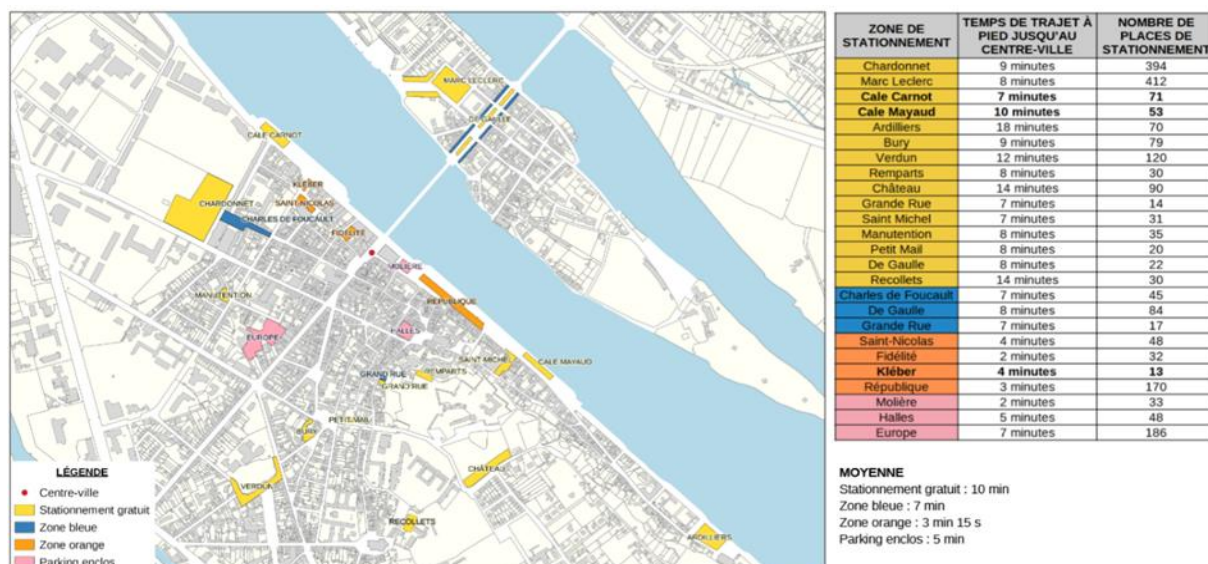 MARC LECLERC
DE GAULLE
CALE CARNOT
KLÉBER
SAINT-NICOLAS
CHARDONNET
CHARLES DE FOUCAULT
FIDÉLITÉ
MOLIÈRE
MANUTENTION
RÉPUBLIQUE
EUROPE
HALLES
SAINT MICHEL
CALE MAYAUD
GRAND RUE
REMPARTS
GRAND RUE
PETIT MAIL
BURY
CHÂTEAU
VERDUN
RECOLLETS
ARDILLIERS
LÉGENDE
Centre-ville
Stationnement gratuit
Zone bleue
Zone orange
Parking enclos
ZONE DE STATIONNEMENT TEMPS DE TRAJET À PIED JUSQU'AU CENTRE-VILLE NOMBRE DE PLACES DE STATIONNEMENT
Chardonnet 9 minutes 394
Marc Leclerc 8 minutes 412
Cale Carnot 7 minutes 71
Cale Mayaud 10 minutes 53
Ardilliers 18 minutes 70
Bury 9 minutes 79
Verdun 12 minutes 120
Remparts 8 minutes 30
Château 14 minutes 90
Grande Rue 7 minutes 14
Saint Michel 7 minutes 31
Manutention 8 minutes 35
Petit Mail 8 minutes 20
De Gaulle 8 minutes 22
Recollets 14 minutes 30
Charles de Foucault 7 minutes 45
De Gaulle 8 minutes 84
Grande Rue 7 minutes 17
Saint-Nicolas 4 minutes 48
Fidélité 2 minutes 32
Kléber 4 minutes 13
République 3 minutes 170
Molière 2 minutes 33
Halles 5 minutes 48
Europe 7 minutes 186
MOYENNE
Stationnement gratuit : 10 min
Zone bleue : 7 min
Zone orange : 3 min 15 s
Parking enclos : 5 min